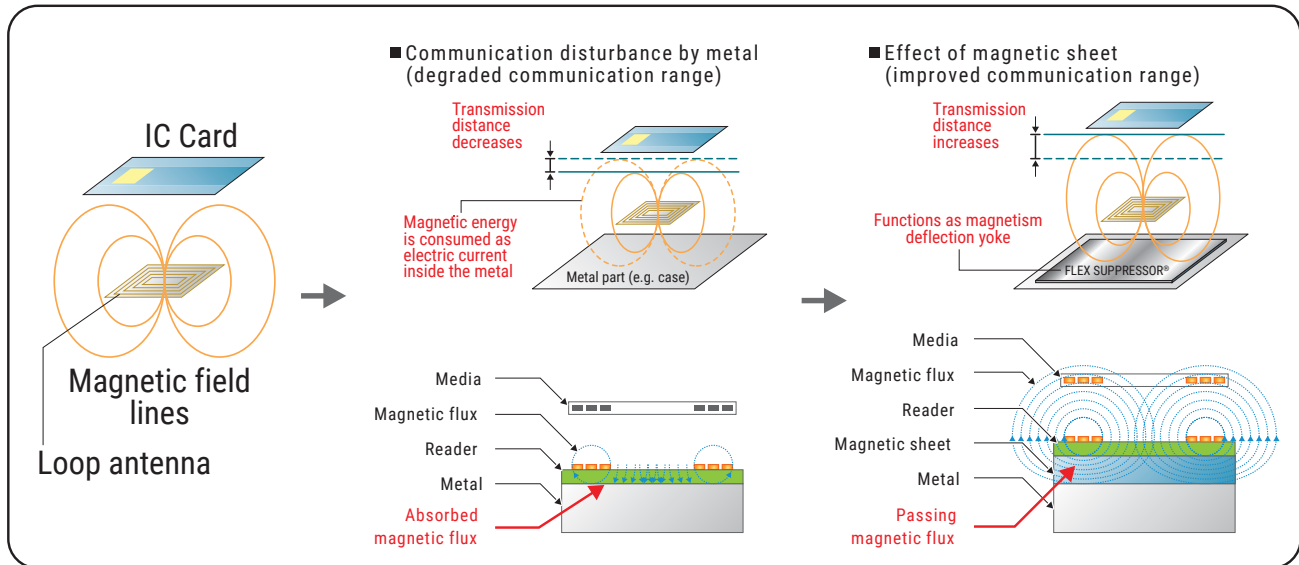 IC Card
Magnetic field
lines
Loop antenna
■ Communication disturbance by metal
(degraded communication range)
Transmission
distance
decreases
Magnetic energy
is consumed as
electric current
inside the metal
Metal part (e.g. case)
Media
Magnetic flux
Reader
Metal
Absorbed
magnetic flux
■ Effect of magnetic sheet
(improved communication range)
Transmission
distance
increases
Functions as magnetism
deflection yoke
FLEX SUPPRESSOR®
Media
Magnetic flux
Reader
Magnetic sheet
Metal
Passing
magnetic flux